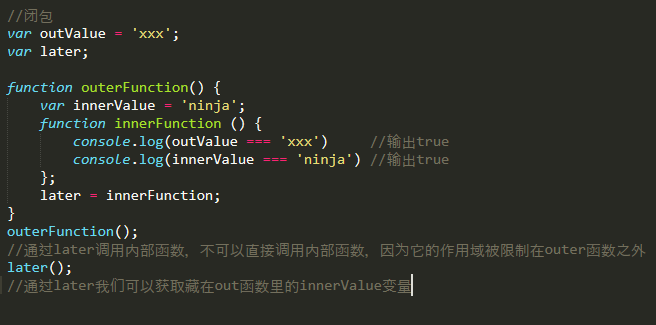 //闭包
var outValue = 'xxx';
var later;
function outerFunction() {
var innerValue = 'ninja';
function innerFunction () {
console.log(outValue === 'xxx') //输出true
console.log(innerValue === 'ninja') //输出true
};
later = innerFunction;
}
outerFunction();
//通过later调用内部函数，不可以直接调用内部函数，因为它的作用域被限制在outer函数之外
later();
//通过later我们可以获取藏在out函数里的innerValue变量